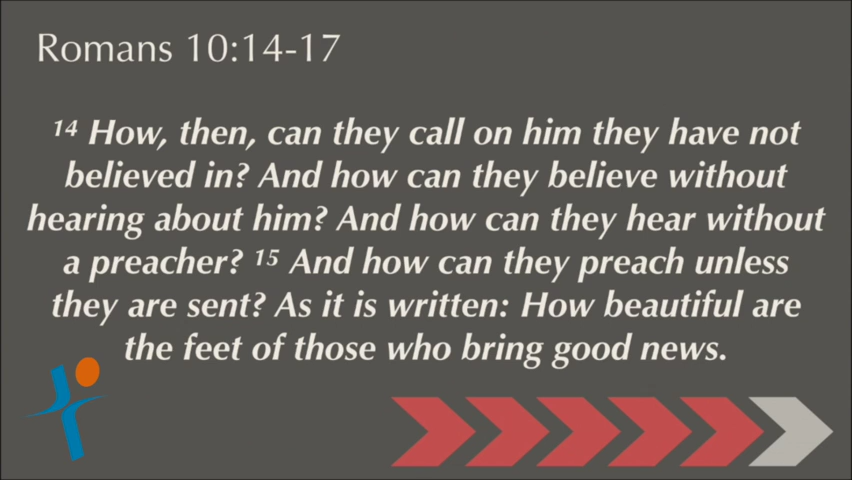 Romans 10:14-17
14 How, then, can they call on him they have not
believed in? And how can they believe without
hearing about him? And how can they hear without
a preacher? 15 And how can they preach unless
they are sent? As it is written: How beautiful are
the feet of those who bring good news.